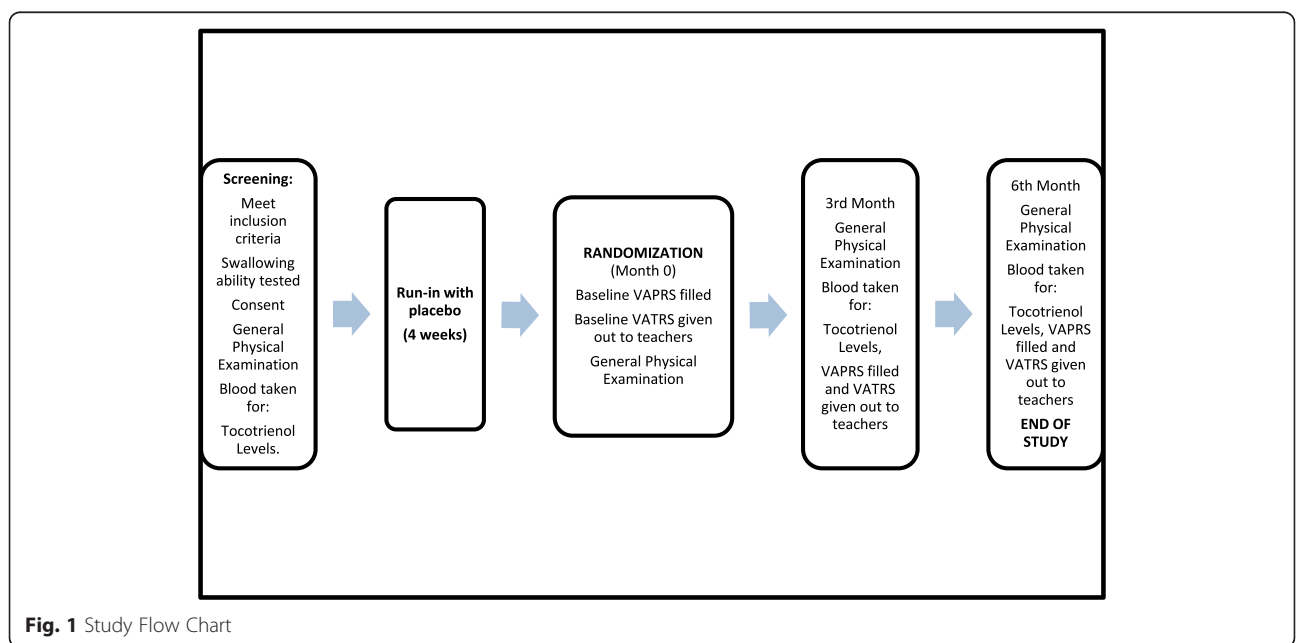 Screening:
Meet
inclusion
criteria
Swallowing
ability tested
Consent
General
Physical
Examination
Blood taken
for:
Tocotrienol
Levels.
Run-in with
placebo
(4 weeks)
RANDOMIZATION
(Month 0)
Baseline VAPRS filled
Baseline VATRS given
out to teachers
General Physical
Examination
3rd Month
General
Physical
Examination
Blood taken
for:
Tocotrienol
Levels,
VAPRS filled
and VATRS
given out to
teachers
6th Month
General
Physical
Examination
Blood taken
for:
Tocotrienol
Levels, VAPRS
filled and
VATRS given
out to
teachers
END OF
STUDY
Fig. 1 Study Flow Chart